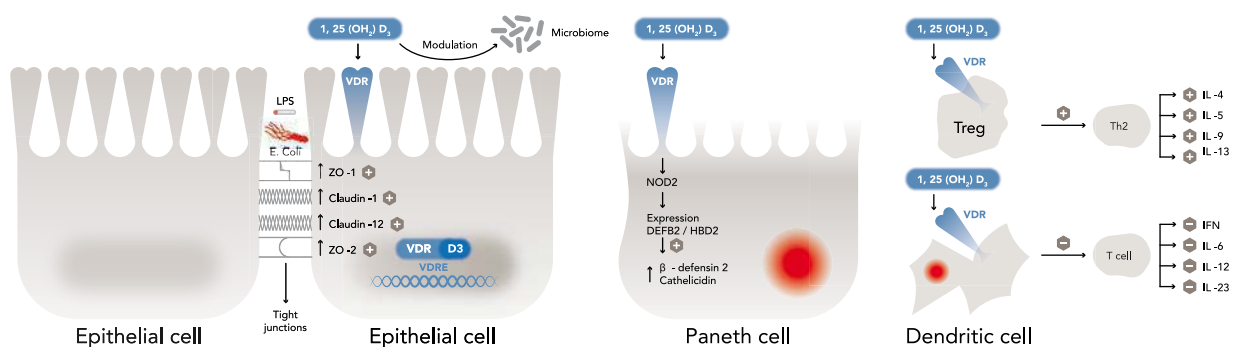 1, 25 (OH₂) D₃
Modulation
Microbiome
VDR
LPS
E. Coli
↑ ZO -1 +
↑ Claudin -1 +
↑ Claudin -12 +
↑ ZO -2 +
VDR D3
VDRE
Tight
junctions
Epithelial cell
Epithelial cell
1, 25 (OH₂) D₃
VDR
NOD2
Expression
DEFB2 / HBD2
+
↑ β - defensin 2
Cathelicidin
Paneth cell
1, 25 (OH₂) D₃
VDR
Treg
+
Th2
+ IL -4
+ IL -5
+ IL -9
+ IL -13
1, 25 (OH₂) D₃
VDR
−
T cell
− IFN
− IL -6
− IL -12
− IL -23
Dendritic cell